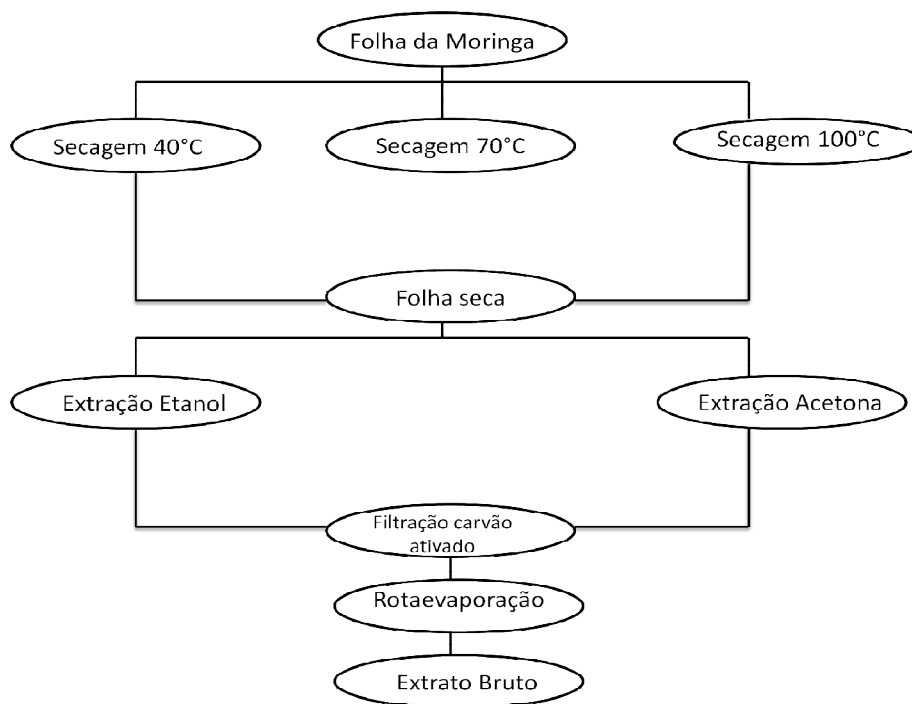 Folha da Moringa
Secagem 40°C
Secagem 70°C
Secagem 100°C
Folha seca
Extração Etanol
Extração Acetona
Filtração carvão
ativado
Rotaevaporação
Extrato Bruto